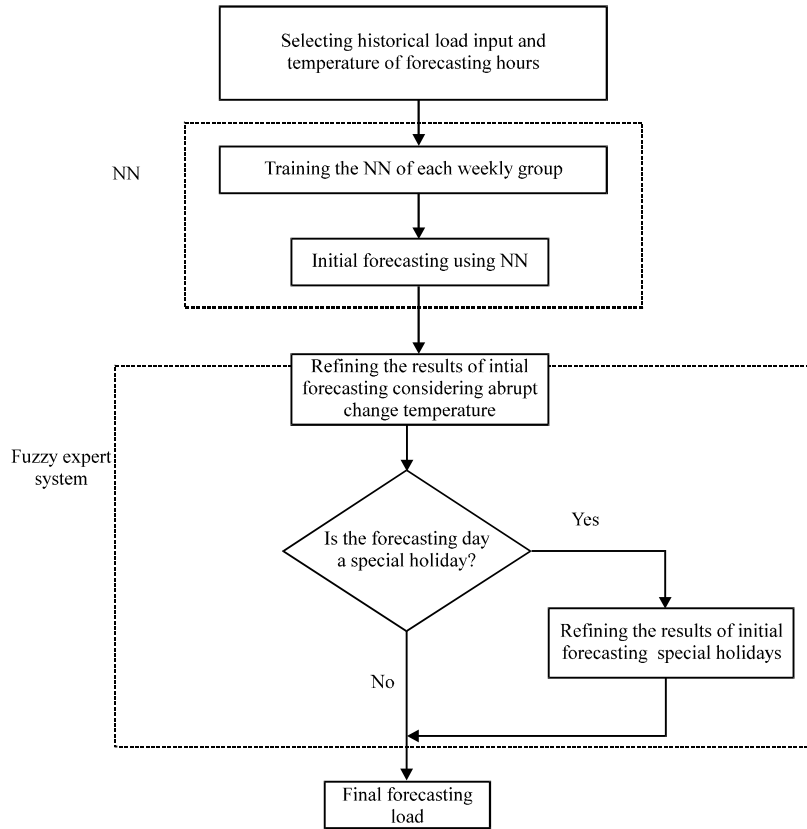 Selecting historical load input and
temperature of forecasting hours
NN
Training the NN of each weekly group
Initial forecasting using NN
Refining the results of intial
forecasting considering abrupt
change temperature
Fuzzy expert
system
Is the forecasting day
a special holiday?
Yes
Refining the results of initial
forecasting special holidays
No
Final forecasting
load